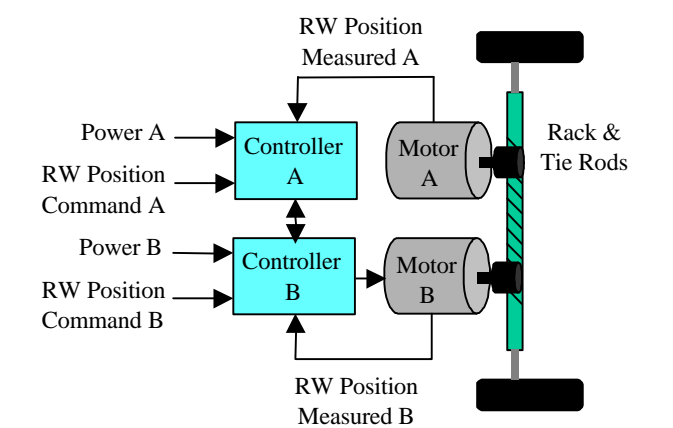 RW Position
Measured A
Power A
RW Position
Command A
Controller
A
Motor
A
Rack &
Tie Rods
Power B
RW Position
Command B
Controller
B
Motor
B
RW Position
Measured B